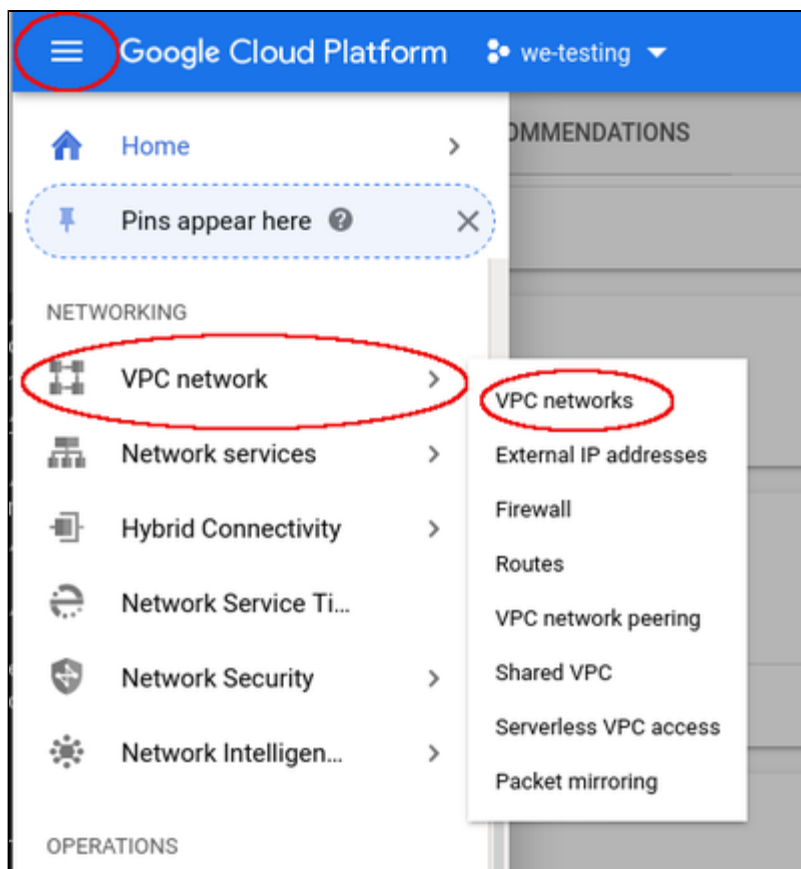 Google Cloud Platform we-testing
OMMENDATIONS
Home
Pins appear here ?
NETWORKING
VPC network
Network services
Hybrid Connectivity
Network Service Ti...
Network Security
Network Intelligen...
OPERATIONS
VPC networks
External IP addresses
Firewall
Routes
VPC network peering
Shared VPC
Serverless VPC access
Packet mirroring